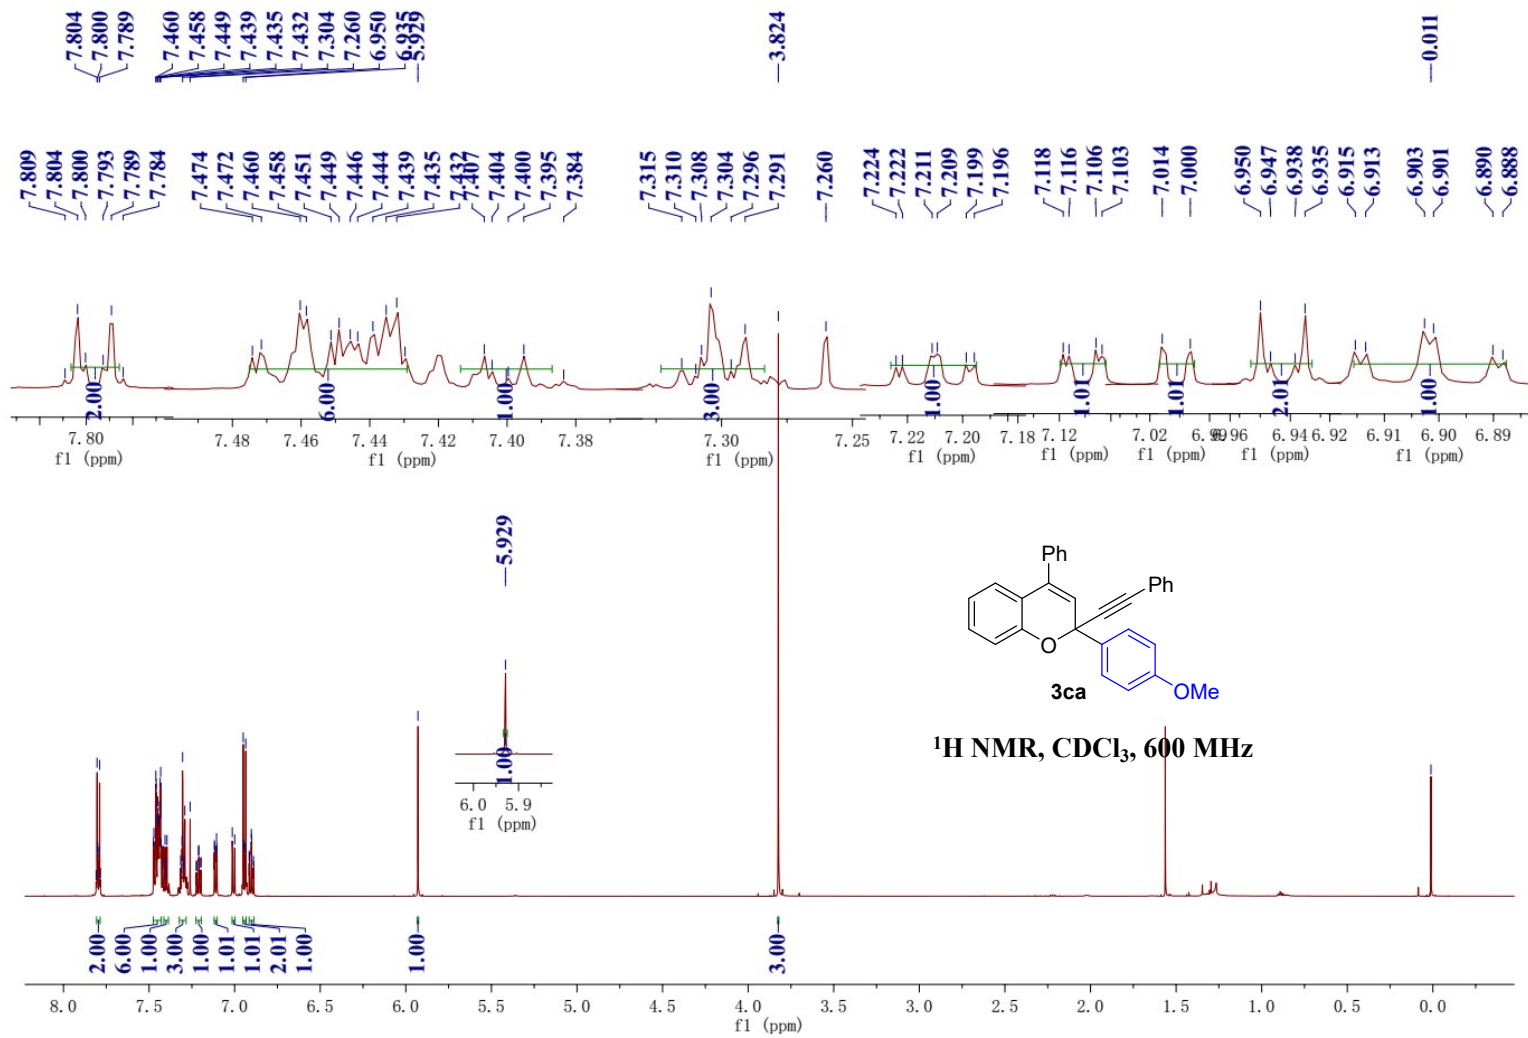 7.804 7.800 7.789 7.460 7.458 7.449 7.439 7.435 7.432 7.304 7.260 6.950 6.935 5.929 3.824 0.011
7.809 7.804 7.800 7.793 7.789 7.784 7.474 7.472 7.460 7.458 7.451 7.449 7.446 7.444 7.439 7.435 7.432 7.407 7.404 7.400 7.395 7.384 7.315 7.310 7.308 7.304 7.296 7.291 7.260 7.224 7.222 7.211 7.209 7.199 7.196 7.118 7.116 7.106 7.103 7.014 7.000 6.950 6.947 6.938 6.935 6.915 6.913 6.903 6.901 6.890 6.888
2.00 6.00 1.00 3.00 1.00 1.01 1.01 2.01 1.00
7.80 7.48 7.46 7.44 7.42 7.40 7.38 7.30 7.25 7.22 7.20 7.18 7.12 7.02 6.96 6.94 6.92 6.91 6.90 6.89
f1 (ppm) f1 (ppm) f1 (ppm) f1 (ppm) f1 (ppm) f1 (ppm) f1 (ppm) f1 (ppm)
5.929
Ph
Ph
O
OMe
3ca
¹H NMR, CDCl₃, 600 MHz
1.00
6.0 5.9
f1 (ppm)
2.00 6.00 1.00 3.00 1.00 1.01 1.01 2.01 1.00 1.00 3.00
8.0 7.5 7.0 6.5 6.0 5.5 5.0 4.5 4.0 3.5 3.0 2.5 2.0 1.5 1.0 0.5 0.0
f1 (ppm)